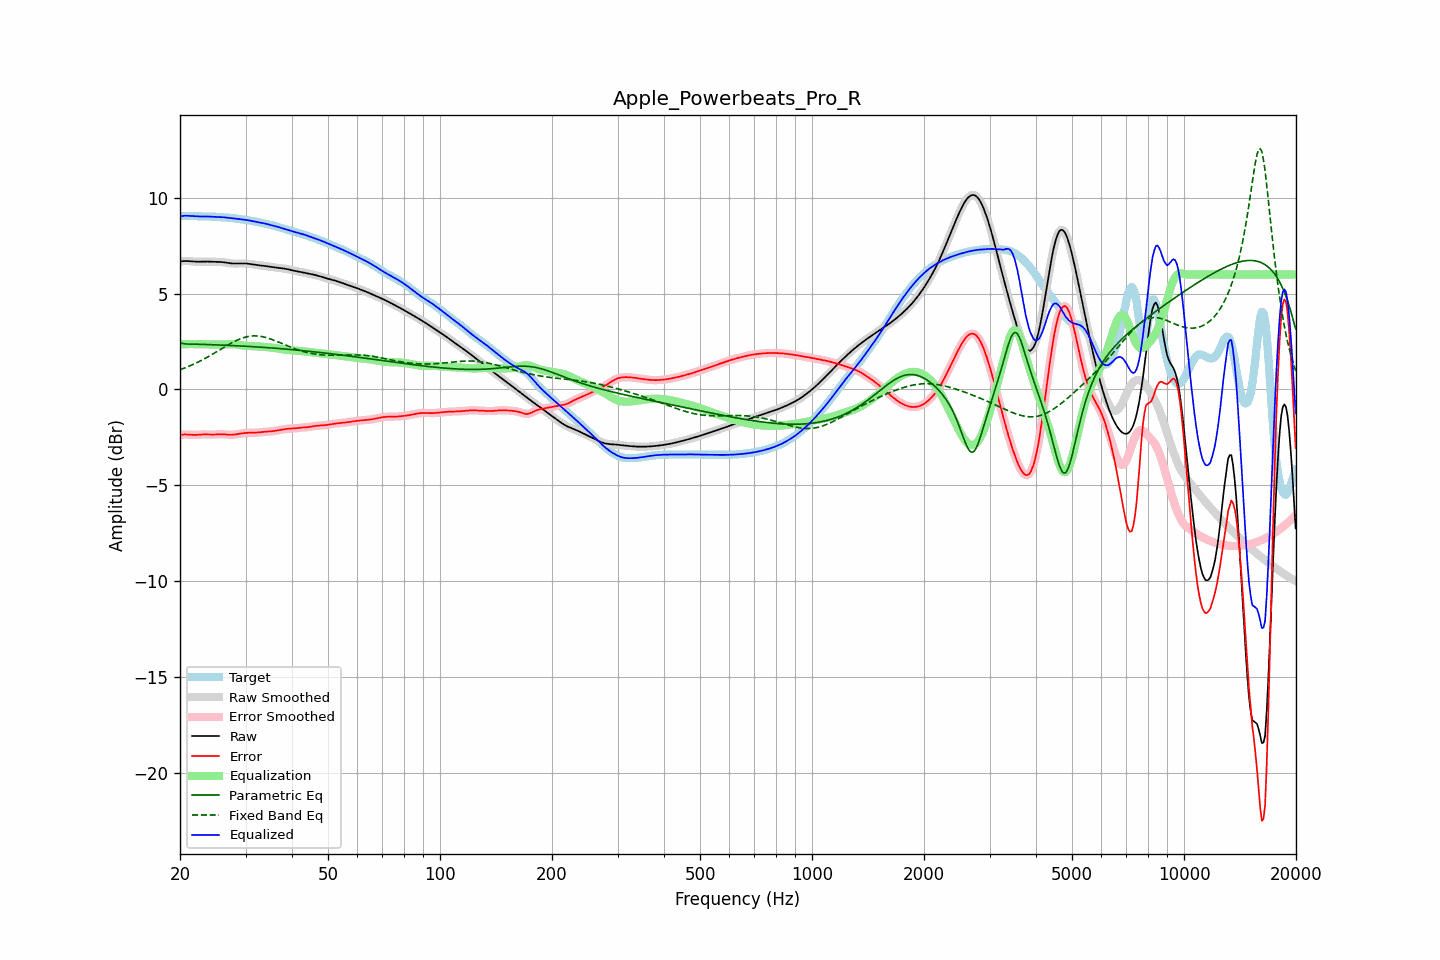 Apple_Powerbeats_Pro_R
10
5
0
−5
−10
−15
−20
Amplitude (dBr)
Target
Raw Smoothed
Error Smoothed
Raw
Error
Equalization
Parametric Eq
Fixed Band Eq
Equalized
20 50 100 200 500 1000 2000 5000 10000 20000
Frequency (Hz)